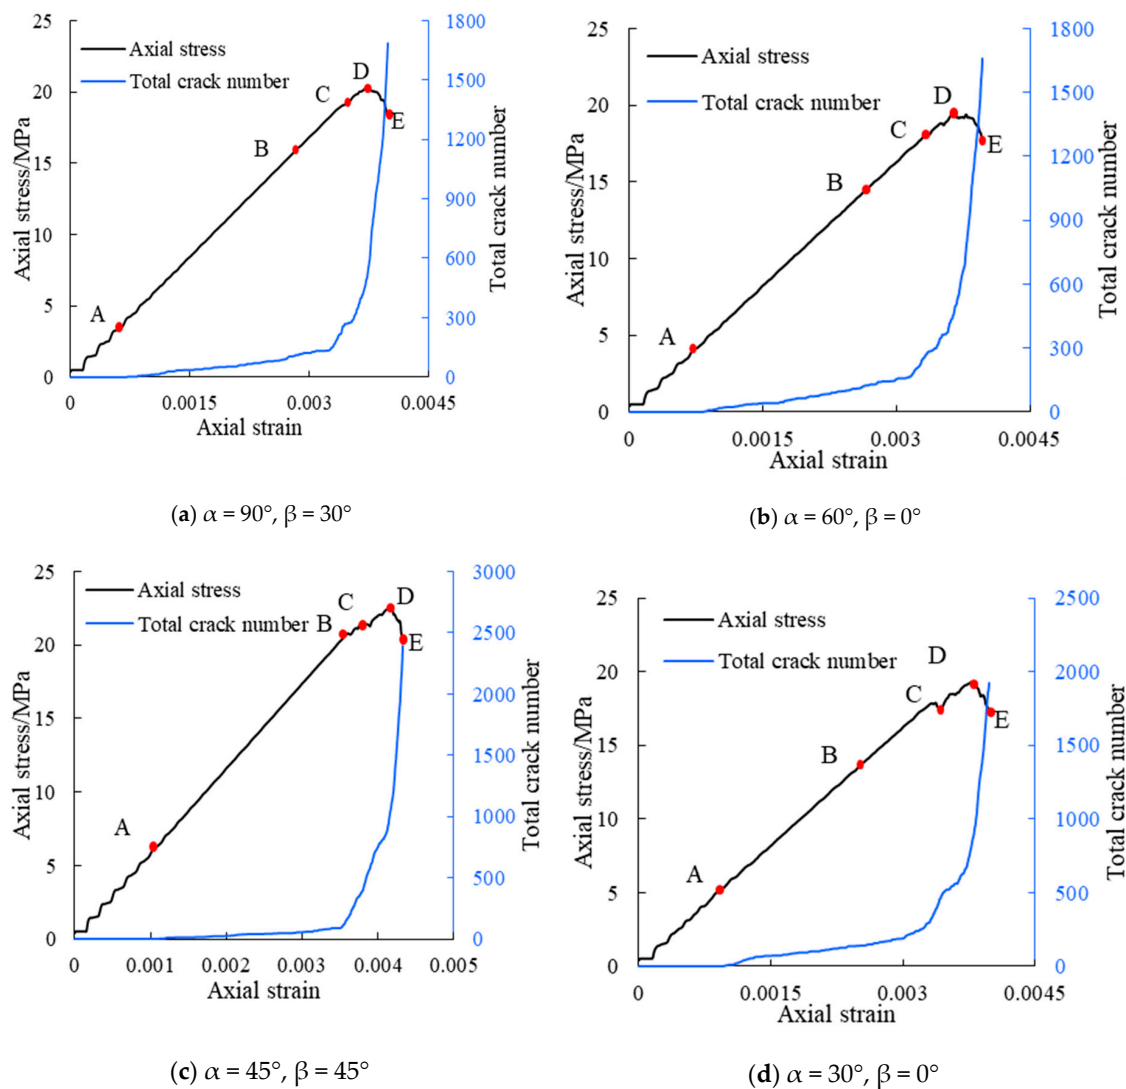 25
20
15
10
5
0
Axial stress/MPa
Axial stress
Total crack number
A
B
C
D
E
1800
1500
1200
900
600
300
0
Total crack number
0
0.0015
0.003
0.0045
Axial strain
(a) α = 90°, β = 30°
25
20
15
10
5
0
Axial stress/MPa
Axial stress
Total crack number
A
B
C
D
E
1800
1500
1200
900
600
300
0
Total crack number
0
0.0015
0.003
0.0045
Axial strain
(b) α = 60°, β = 0°
25
20
15
10
5
0
Axial stress/MPa
Axial stress
Total crack number
A
B
C
D
E
3000
2500
2000
1500
1000
500
0
Total crack number
0
0.001
0.002
0.003
0.004
0.005
Axial strain
(c) α = 45°, β = 45°
25
20
15
10
5
0
Axial stress/MPa
Axial stress
Total crack number
A
B
C
D
E
2500
2000
1500
1000
500
0
Total crack number
0
0.0015
0.003
0.0045
Axial strain
(d) α = 30°, β = 0°